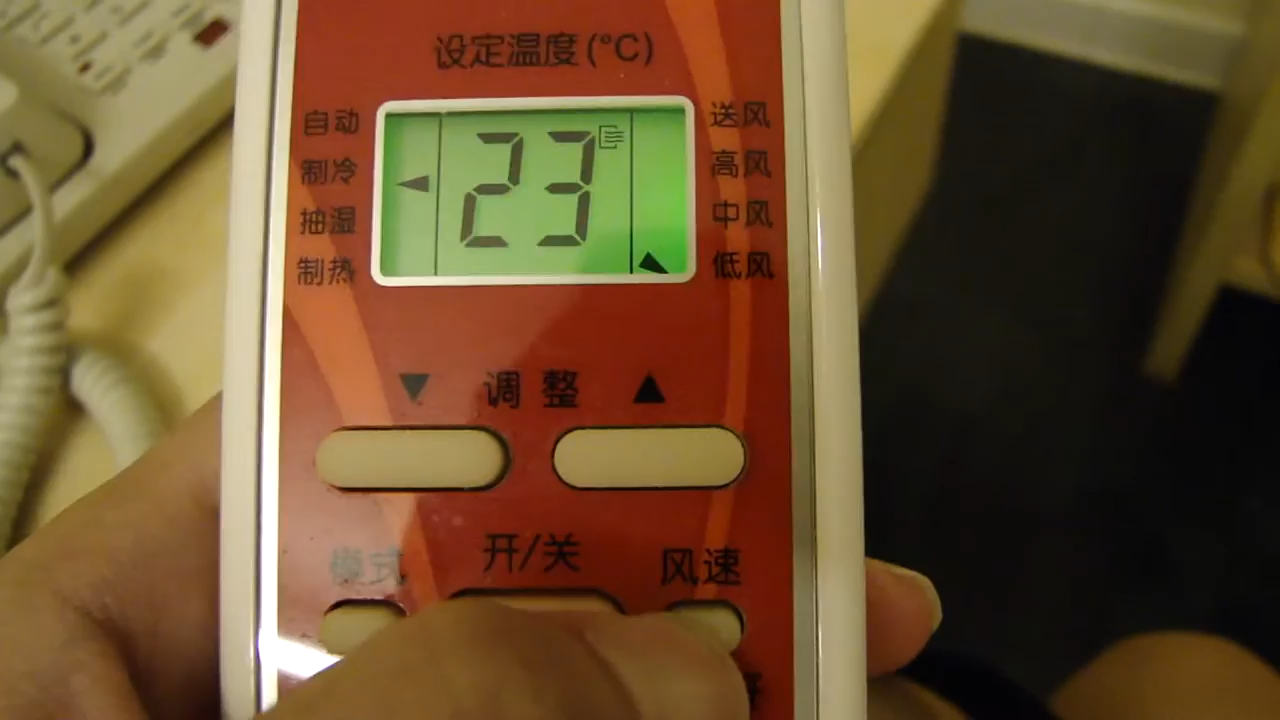 设定温度(°C)
自动
制冷
抽湿
制热
23
送风
高风
中风
低风
▼ 调整 ▲
模式
开/关
风速